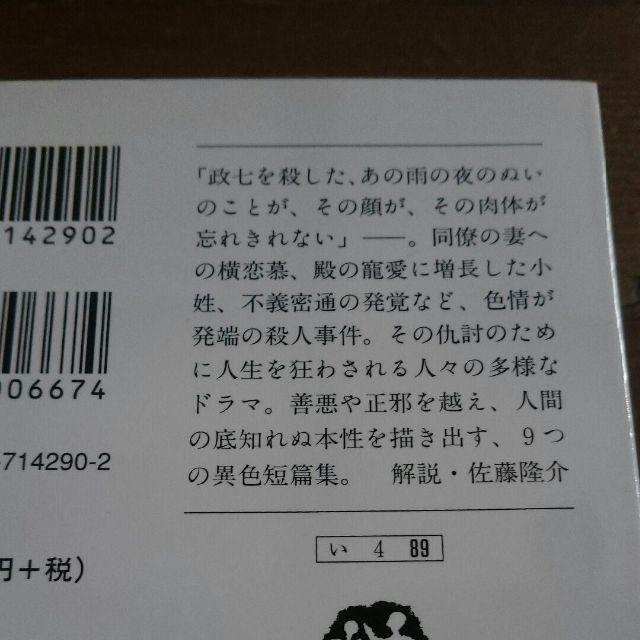 「政七を殺した、あの雨の夜のぬい
のことが、その顔が、その肉体が
忘れきれない」──。同僚の妻へ
の横恋慕、殿の寵愛に増長した小
姓、不義密通の発覚など、色情が
発端の殺人事件。その仇討のため
に人生を狂わされる人々の多様な
ドラマ。善悪や正邪を越え、人間
の底知れぬ本性を描き出す、9つ
の異色短篇集。　解説・佐藤隆介
い 4 89
142902
006674
-714290-2
円+税)